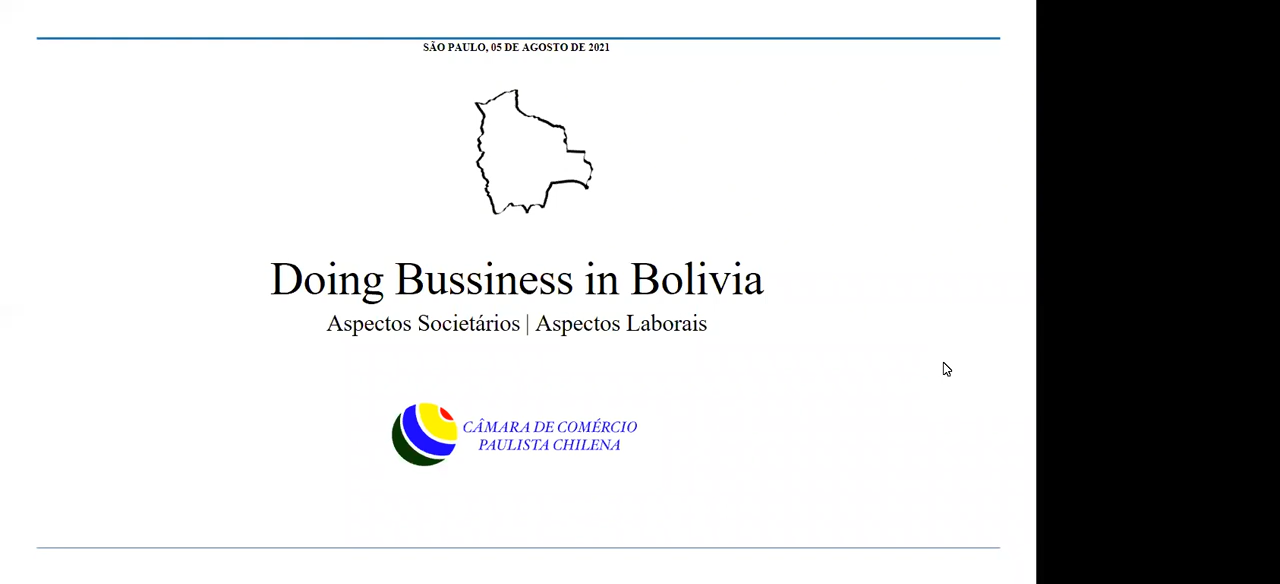 SÃO PAULO, 05 DE AGOSTO DE 2021
Doing Bussiness in Bolivia
Aspectos Societários | Aspectos Laborais
CÂMARA DE COMÉRCIO
PAULISTA CHILENA